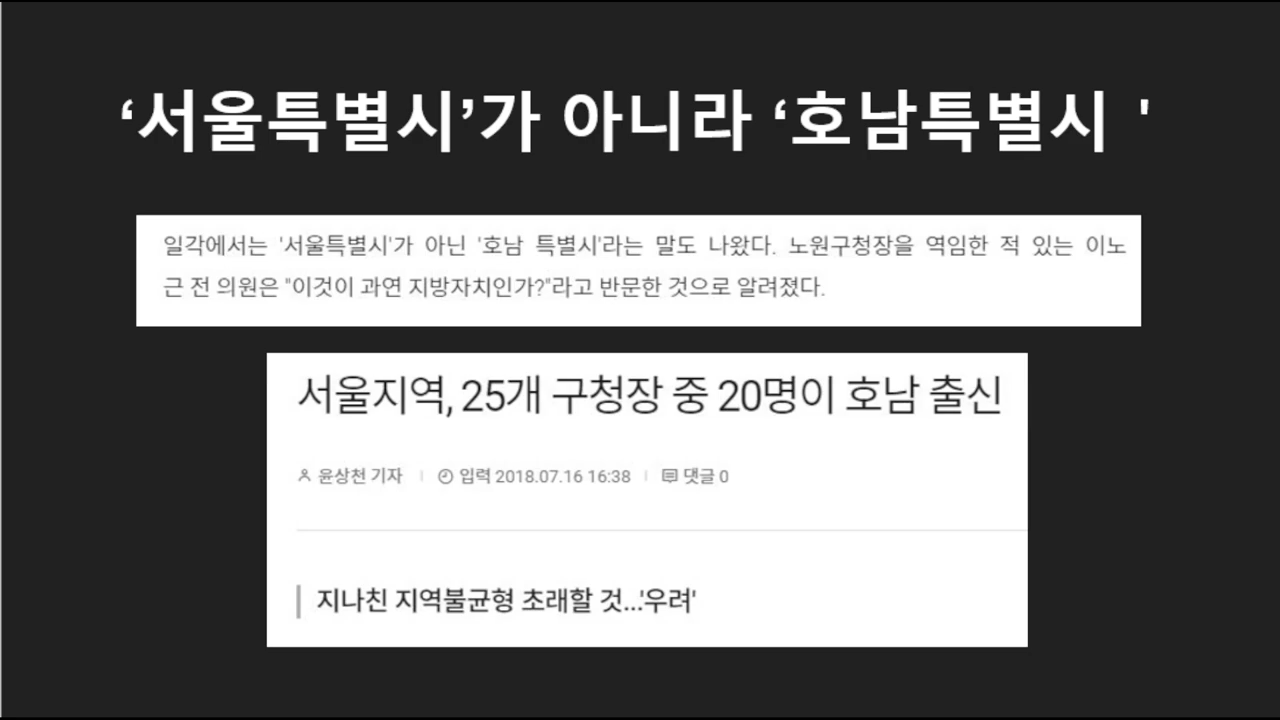 ‘서울특별시’가 아니라 ‘호남특별시 '
일각에서는 '서울특별시'가 아닌 '호남 특별시'라는 말도 나왔다. 노원구청장을 역임한 적 있는 이노
근 전 의원은 "이것이 과연 지방자치인가?"라고 반문한 것으로 알려졌다.
서울지역, 25개 구청장 중 20명이 호남 출신
윤상천 기자 | 입력 2018.07.16 16:38 | 댓글 0
지나친 지역불균형 초래할 것...'우려'